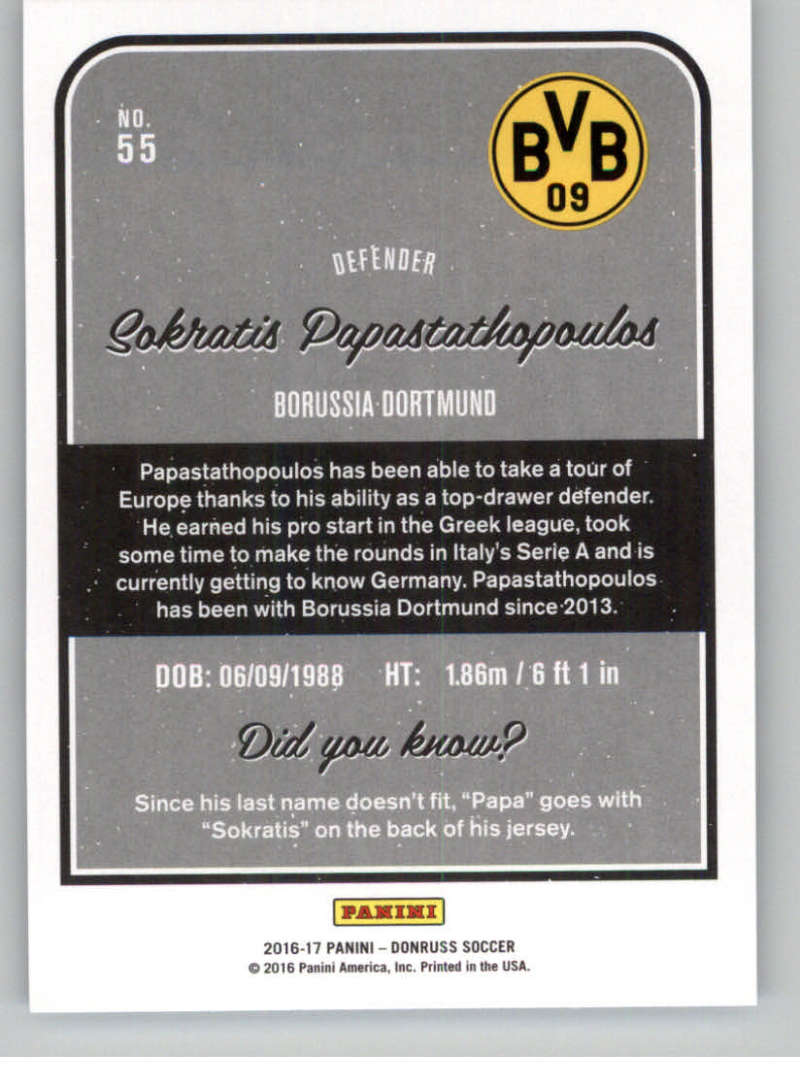 NO.
55
BVB
09
DEFENDER
Sokratis Papastathopoulos
BORUSSIA DORTMUND
Papastathopoulos has been able to take a tour of
Europe thanks to his ability as a top-drawer defender.
He earned his pro start in the Greek league, took
some time to make the rounds in Italy's Serie A and is
currently getting to know Germany. Papastathopoulos
has been with Borussia Dortmund since 2013.
DOB: 06/09/1988 HT: 1.86m / 6 ft 1 in
Did you know?
Since his last name doesn't fit, “Papa” goes with
“Sokratis” on the back of his jersey.
PANINI
2016-17 PANINI – DONRUSS SOCCER
© 2016 Panini America, Inc. Printed in the USA.